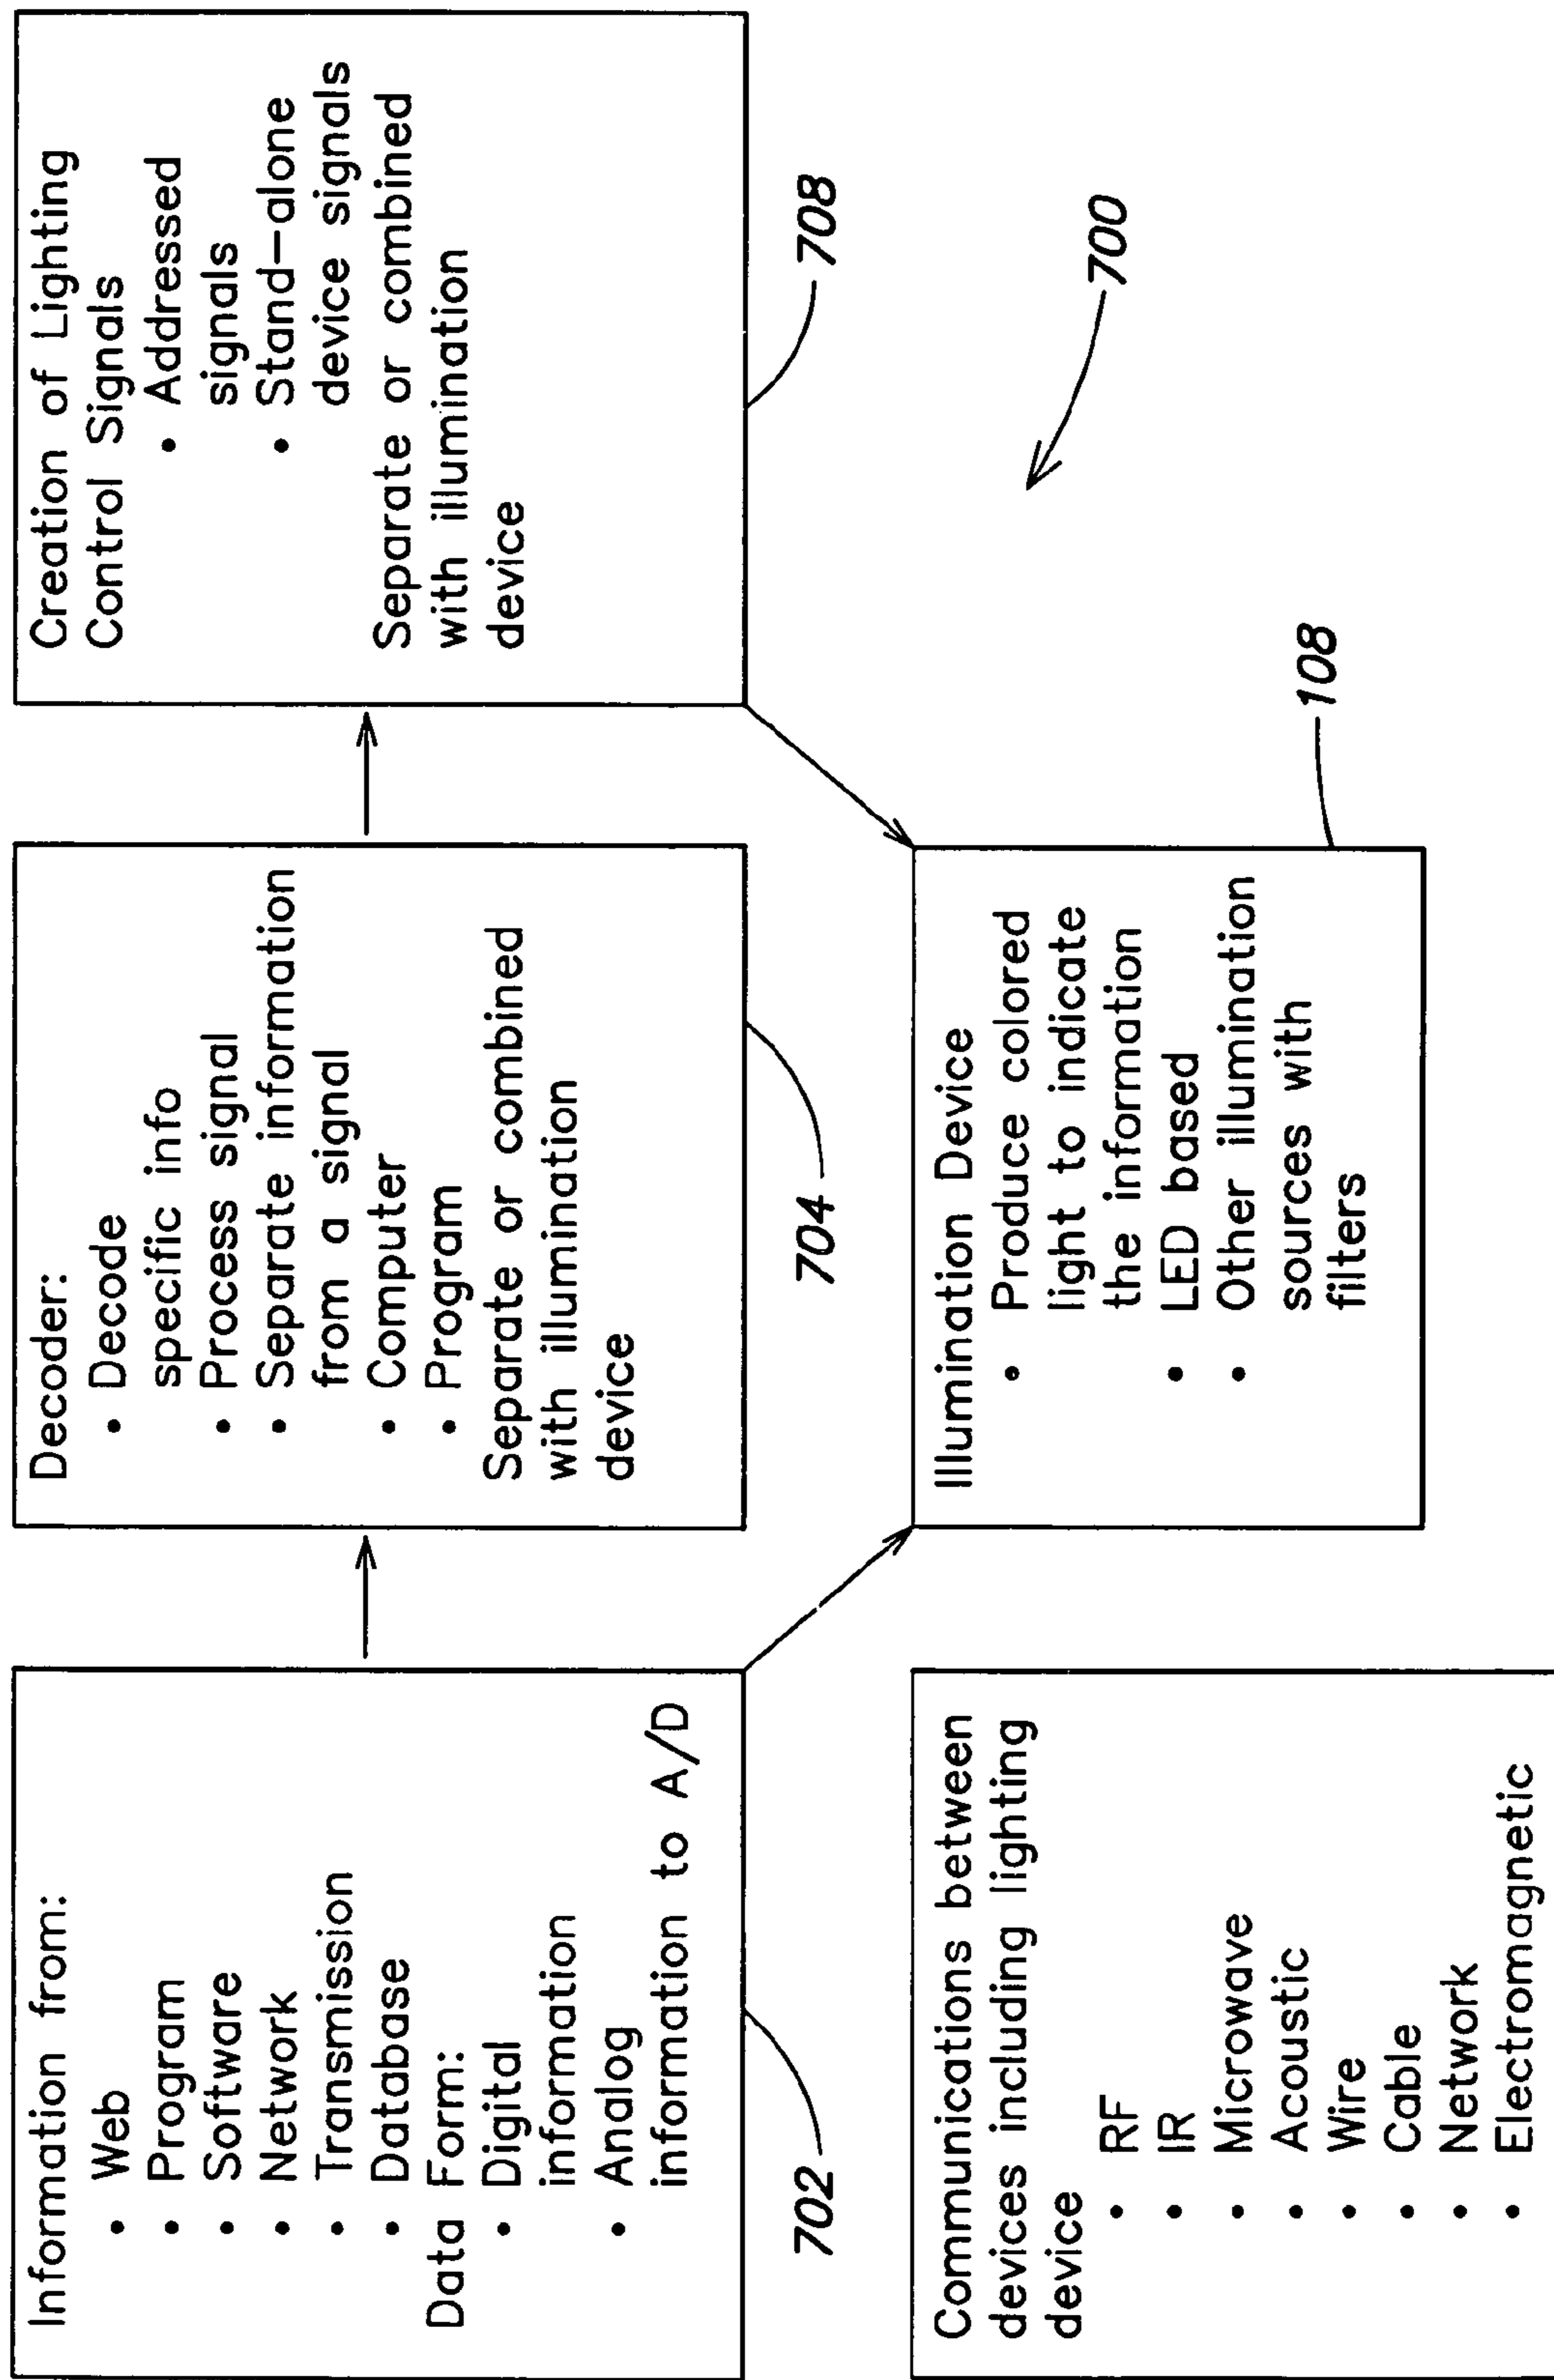 Information from:
• Web
• Program
• Software
• Network
• Transmission
• Database
Data Form:
• Digital
information
• Analog
information to A/D
702
Decoder:
• Decode
specific info
• Process signal
• Separate information
from a signal
• Computer
• Program
Separate or combined
with illumination
device
704
Creation of Lighting
Control Signals
• Addressed
signals
• Stand-alone
device signals
Separate or combined
with illumination
device
708
Communications between
devices including lighting
device
• RF
• IR
• Microwave
• Acoustic
• Wire
• Cable
• Network
• Electromagnetic
Illumination Device
• Produce colored
light to indicate
the information
• LED based
• Other illumination
sources with
filters
108
700